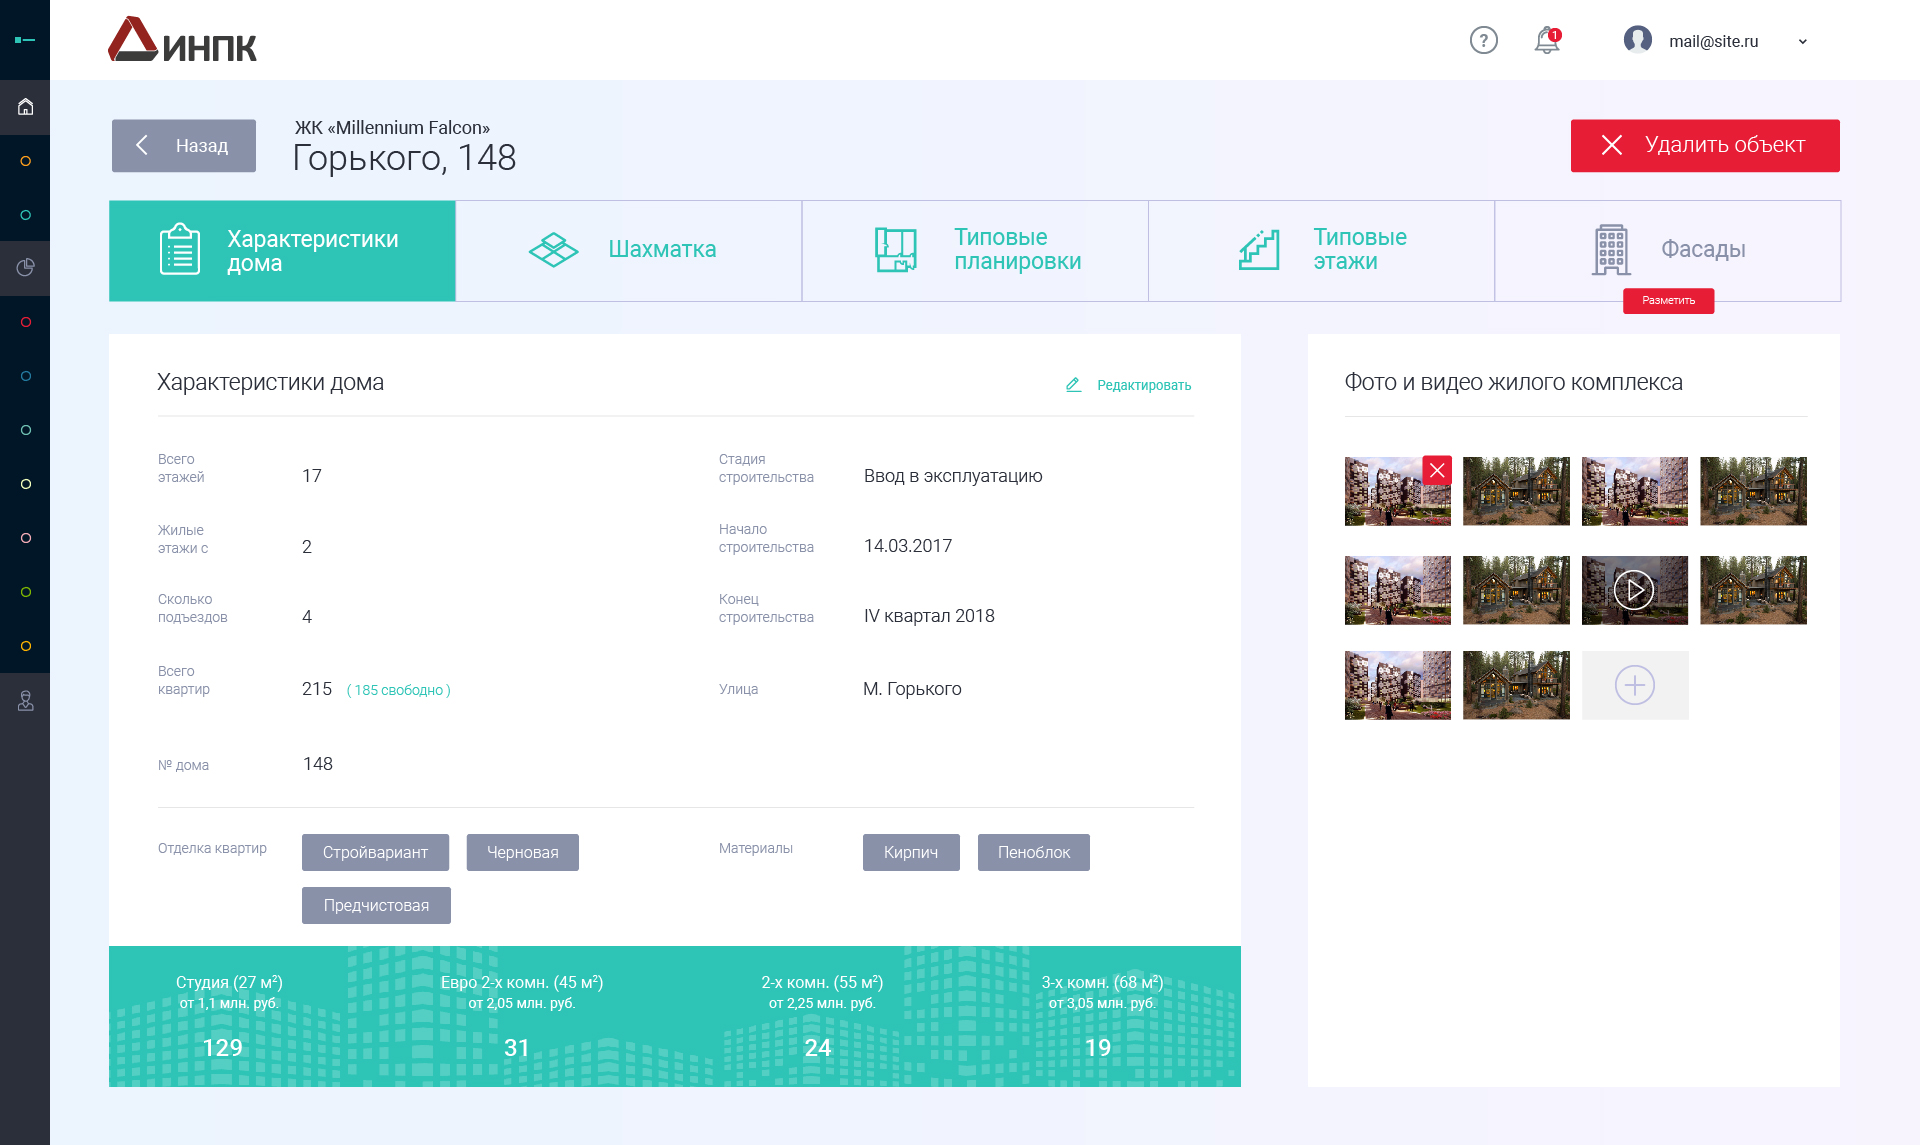 ИНПК
?
1
mail@site.ru
Назад
ЖК «Millennium Falcon»
Горького, 148
Удалить объект
Характеристики
дома
Шахматка
Типовые
планировки
Типовые
этажи
Фасады
Разметить
Характеристики дома
Редактировать
Всего
этажей
17
Стадия
строительства
Ввод в эксплуатацию
Жилые
этажи с
2
Начало
строительства
14.03.2017
Сколько
подъездов
4
Конец
строительства
IV квартал 2018
Всего
квартир
215 ( 185 свободно )
Улица
М. Горького
№ дома
148
Отделка квартир
Стройвариант
Черновая
Предчистовая
Материалы
Кирпич
Пеноблок
Студия (27 м²)
от 1,1 млн. руб.
129
Евро 2-х комн. (45 м²)
от 2,05 млн. руб.
31
2-х комн. (55 м²)
от 2,25 млн. руб.
24
3-х комн. (68 м²)
от 3,05 млн. руб.
19
Фото и видео жилого комплекса